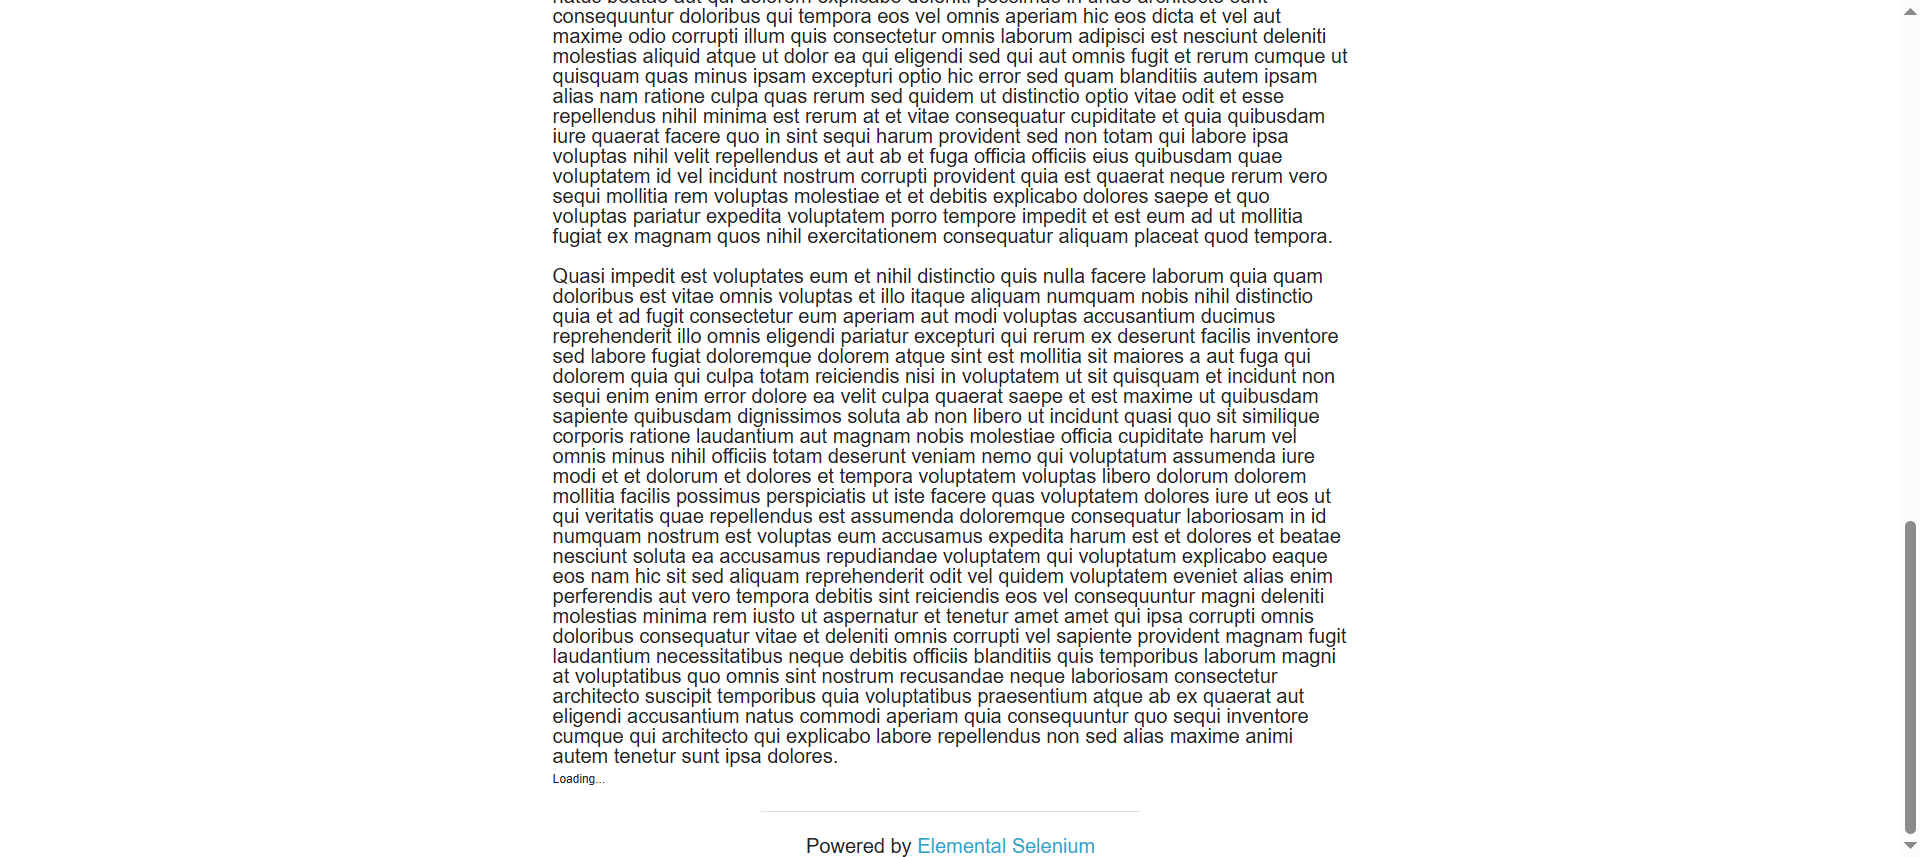 consequuntur doloribus qui tempora eos vel omnis aperiam hic eos dicta et vel aut
maxime odio corrupti illum quis consectetur omnis laborum adipisci est nesciunt deleniti
molestias aliquid atque ut dolor ea qui eligendi sed qui aut omnis fugit et rerum cumque ut
quisquam quas minus ipsam excepturi optio hic error sed quam blanditiis autem ipsam
alias nam ratione culpa quas rerum sed quidem ut distinctio optio vitae odit et esse
repellendus nihil minima est rerum at et vitae consequatur cupiditate et quia quibusdam
iure quaerat facere quo in sint sequi harum provident sed non totam qui labore ipsa
voluptas nihil velit repellendus et aut ab et fuga officia officiis eius quibusdam quae
voluptatem id vel incidunt nostrum corrupti provident quia est quaerat neque rerum vero
sequi mollitia rem voluptas molestiae et et debitis explicabo dolores saepe et quo
voluptas pariatur expedita voluptatem porro tempore impedit et est eum ad ut mollitia
fugiat ex magnam quos nihil exercitationem consequatur aliquam placeat quod tempora.
Quasi impedit est voluptates eum et nihil distinctio quis nulla facere laborum quia quam
doloribus est vitae omnis voluptas et illo itaque aliquam numquam nobis nihil distinctio
quia et ad fugit consectetur eum aperiam aut modi voluptas accusantium ducimus
reprehenderit illo omnis eligendi pariatur excepturi qui rerum ex deserunt facilis inventore
sed labore fugiat doloremque dolorem atque sint est mollitia sit maiores a aut fuga qui
dolorem quia qui culpa totam reiciendis nisi in voluptatem ut sit quisquam et incidunt non
sequi enim enim error dolore ea velit culpa quaerat saepe et est maxime ut quibusdam
sapiente quibusdam dignissimos soluta ab non libero ut incidunt quasi quo sit similique
corporis ratione laudantium aut magnam nobis molestiae officia cupiditate harum vel
omnis minus nihil officiis totam deserunt veniam nemo qui voluptatum assumenda iure
modi et et dolorum et dolores et tempora voluptatem voluptas libero dolorum dolorem
mollitia facilis possimus perspiciatis ut iste facere quas voluptatem dolores iure ut eos ut
qui veritatis quae repellendus est assumenda doloremque consequatur laboriosam in id
numquam nostrum est voluptas eum accusamus expedita harum est et dolores et beatae
nesciunt soluta ea accusamus repudiandae voluptatem qui voluptatum explicabo eaque
eos nam hic sit sed aliquam reprehenderit odit vel quidem voluptatem eveniet alias enim
perferendis aut vero tempora debitis sint reiciendis eos vel consequuntur magni deleniti
molestias minima rem iusto ut aspernatur et tenetur amet amet qui ipsa corrupti omnis
doloribus consequatur vitae et deleniti omnis corrupti vel sapiente provident magnam fugit
laudantium necessitatibus neque debitis officiis blanditiis quis temporibus laborum magni
at voluptatibus quo omnis sint nostrum recusandae neque laboriosam consectetur
architecto suscipit temporibus quia voluptatibus praesentium atque ab ex quaerat aut
eligendi accusantium natus commodi aperiam quia consequuntur quo sequi inventore
cumque qui architecto qui explicabo labore repellendus non sed alias maxime animi
autem tenetur sunt ipsa dolores.
Loading...
Powered by Elemental Selenium